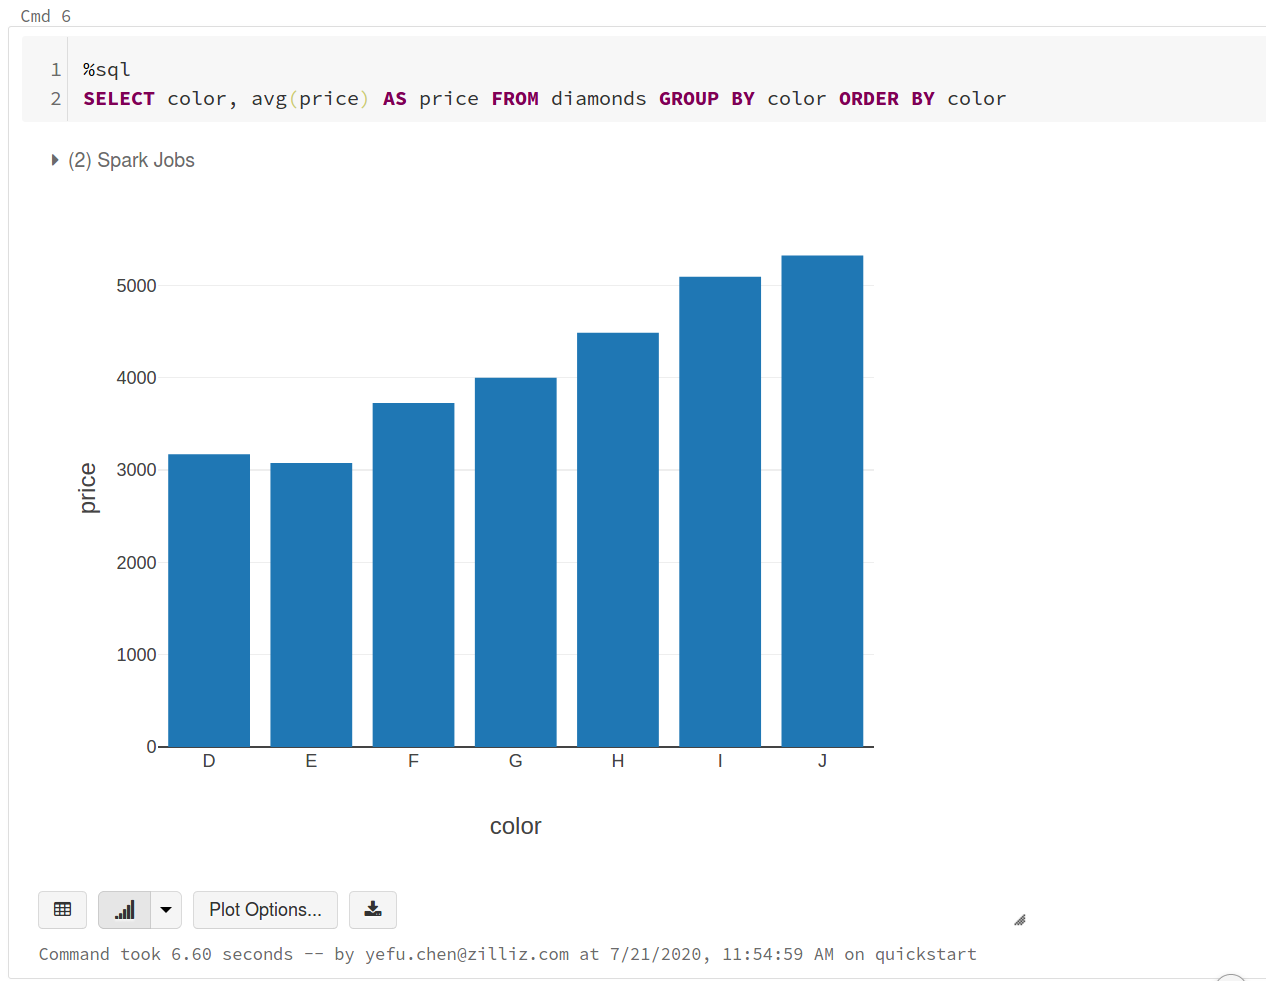 Cmd 6
1 %sql
2 SELECT color, avg(price) AS price FROM diamonds GROUP BY color ORDER BY color
(2) Spark Jobs
5000
4000
3000
2000
1000
0
price
D E F G H I J
color
Plot Options...
Command took 6.60 seconds -- by yefu.chen@zilliz.com at 7/21/2020, 11:54:59 AM on quickstart